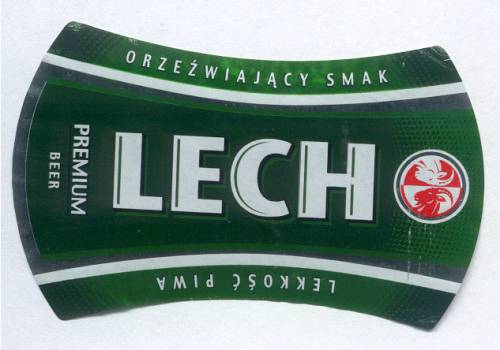 ORZEŹWIAJĄCY SMAK
LECH
PREMIUM
BEER
LEKKOŚĆ PIWA